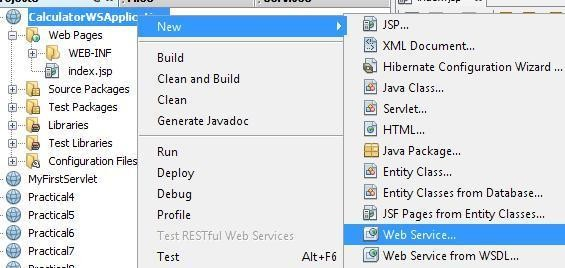 CalculatorWSApplicatio
Web Pages
WEB-INF
index.jsp
Source Packages
Test Packages
Libraries
Test Libraries
Configuration Files
MyFirstServlet
Practical4
Practical5
Practical6
Practical7
New
Build
Clean and Build
Clean
Generate Javadoc
Run
Deploy
Debug
Profile
Test RESTful Web Services
Test Alt+F6
JSP...
XML Document...
Hibernate Configuration Wizard ...
Java Class...
Servlet...
HTML...
Java Package...
Entity Class...
Entity Classes from Database...
JSF Pages from Entity Classes...
Web Service...
Web Service from WSDL...